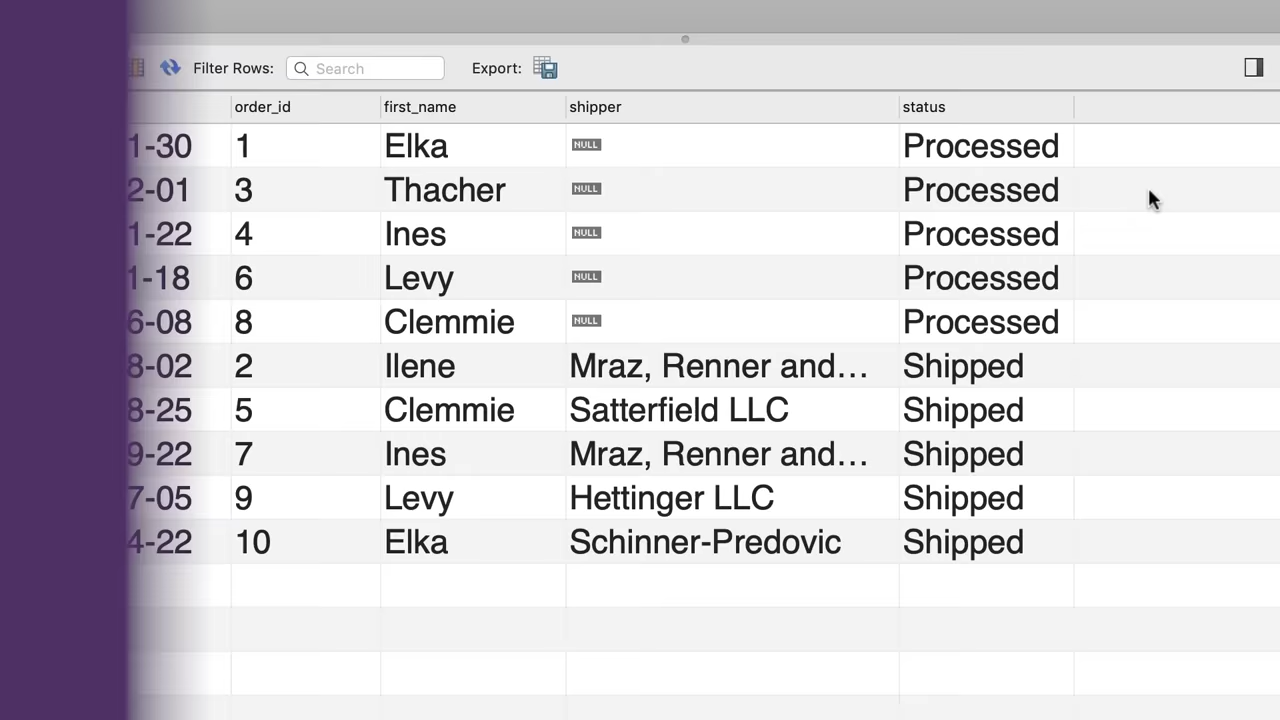 Filter Rows: Search Export:
order_id first_name shipper status
1-30 1 Elka NULL Processed
2-01 3 Thacher NULL Processed
1-22 4 Ines NULL Processed
1-18 6 Levy NULL Processed
6-08 8 Clemmie NULL Processed
8-02 2 Ilene Mraz, Renner and… Shipped
8-25 5 Clemmie Satterfield LLC Shipped
9-22 7 Ines Mraz, Renner and… Shipped
7-05 9 Levy Hettinger LLC Shipped
4-22 10 Elka Schinner-Predovic Shipped